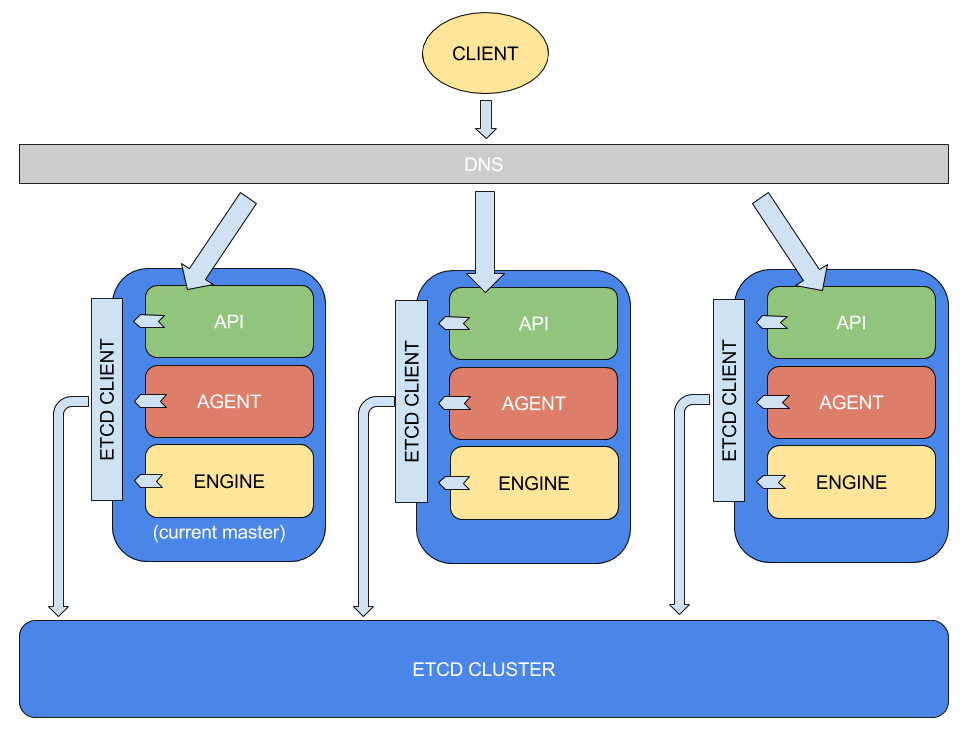 CLIENT
DNS
ETCD CLIENT
API
AGENT
ENGINE
(current master)
ETCD CLIENT
API
AGENT
ENGINE
ETCD CLIENT
API
AGENT
ENGINE
ETCD CLUSTER